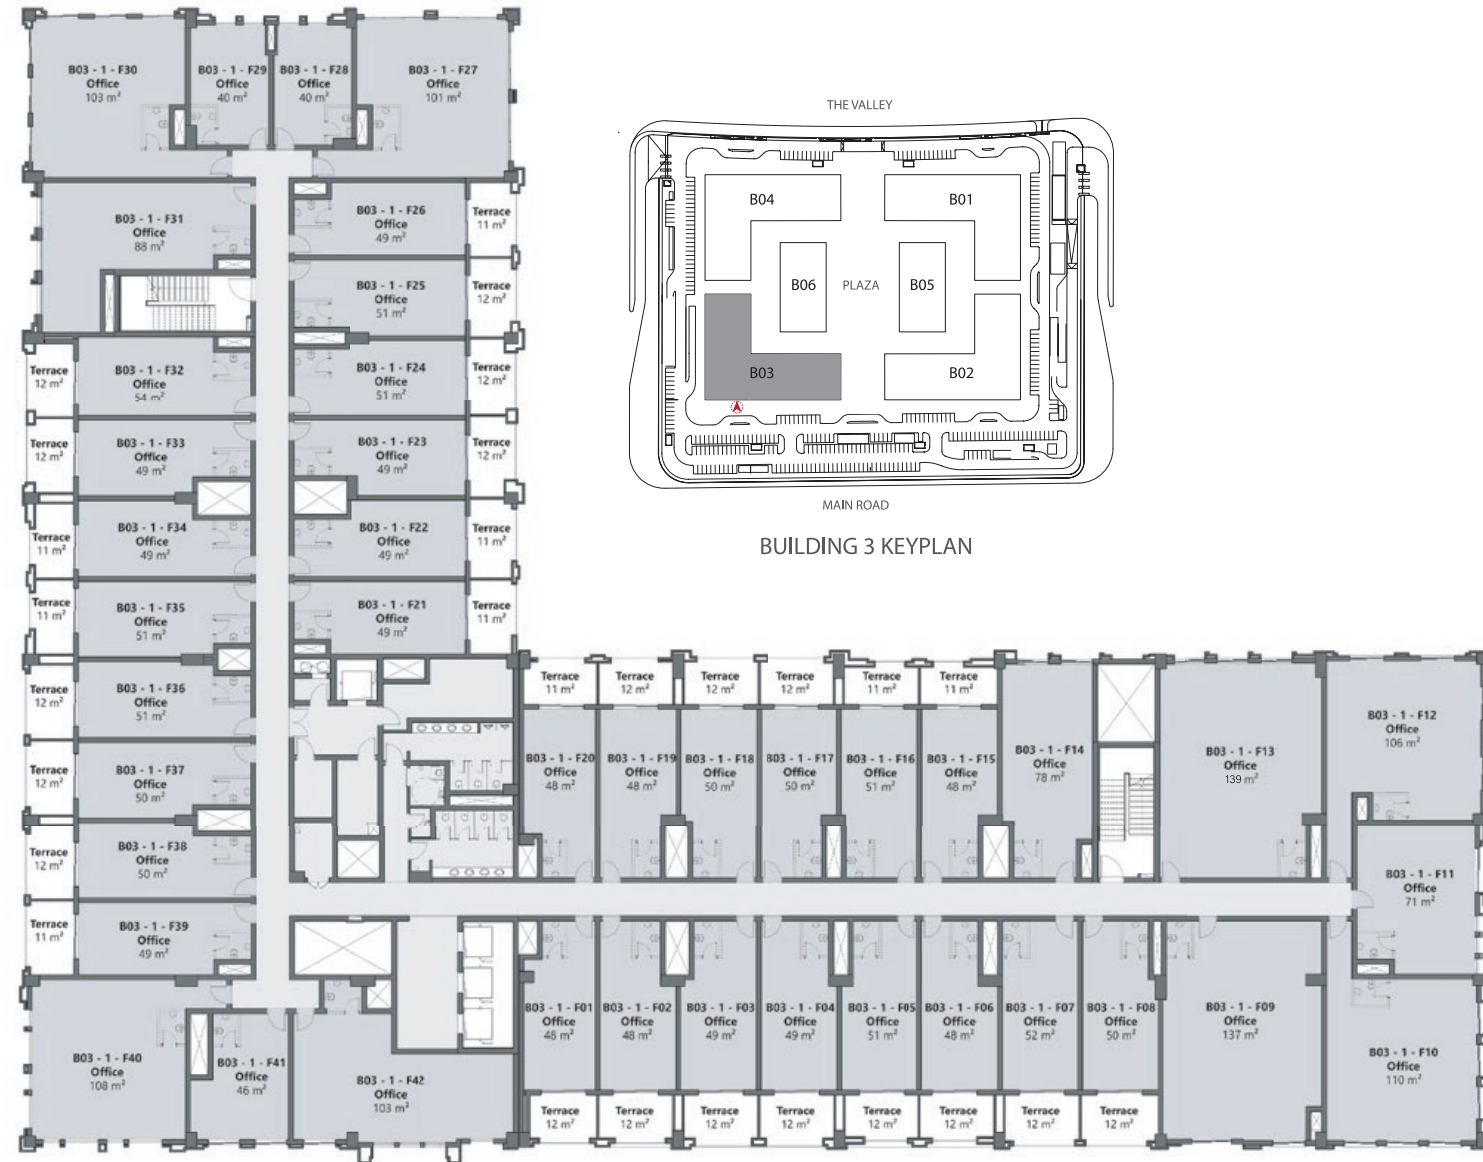 B03 - 1 - F30
Office
103 m²
B03 - 1 - F29
Office
40 m²
B03 - 1 - F28
Office
40 m²
B03 - 1 - F27
Office
101 m²
B03 - 1 - F31
Office
88 m²
B03 - 1 - F26
Office
49 m²
Terrace
11 m²
B03 - 1 - F25
Office
51 m²
Terrace
12 m²
Terrace
12 m²
B03 - 1 - F32
Office
54 m²
B03 - 1 - F24
Office
51 m²
Terrace
12 m²
Terrace
12 m²
B03 - 1 - F33
Office
49 m²
B03 - 1 - F23
Office
49 m²
Terrace
12 m²
Terrace
11 m²
B03 - 1 - F34
Office
49 m²
B03 - 1 - F22
Office
49 m²
Terrace
11 m²
Terrace
11 m²
B03 - 1 - F35
Office
51 m²
B03 - 1 - F21
Office
49 m²
Terrace
11 m²
Terrace
12 m²
B03 - 1 - F36
Office
51 m²
Terrace
12 m²
B03 - 1 - F37
Office
50 m²
Terrace
12 m²
B03 - 1 - F38
Office
50 m²
Terrace
11 m²
B03 - 1 - F39
Office
49 m²
B03 - 1 - F40
Office
108 m²
B03 - 1 - F41
Office
46 m²
B03 - 1 - F42
Office
103 m²
THE VALLEY
B04
B01
B06
PLAZA
B05
B03
B02
MAIN ROAD
BUILDING 3 KEYPLAN
Terrace
11 m²
Terrace
12 m²
Terrace
12 m²
Terrace
12 m²
Terrace
11 m²
Terrace
11 m²
B03 - 1 - F20
Office
48 m²
B03 - 1 - F19
Office
48 m²
B03 - 1 - F18
Office
50 m²
B03 - 1 - F17
Office
50 m²
B03 - 1 - F16
Office
51 m²
B03 - 1 - F15
Office
48 m²
B03 - 1 - F14
Office
78 m²
B03 - 1 - F13
Office
139 m²
B03 - 1 - F12
Office
106 m²
B03 - 1 - F11
Office
71 m²
B03 - 1 - F01
Office
48 m²
B03 - 1 - F02
Office
48 m²
B03 - 1 - F03
Office
49 m²
B03 - 1 - F04
Office
49 m²
B03 - 1 - F05
Office
51 m²
B03 - 1 - F06
Office
48 m²
B03 - 1 - F07
Office
52 m²
B03 - 1 - F08
Office
50 m²
B03 - 1 - F09
Office
137 m²
B03 - 1 - F10
Office
110 m²
Terrace
12 m²
Terrace
12 m²
Terrace
12 m²
Terrace
12 m²
Terrace
12 m²
Terrace
12 m²
Terrace
12 m²
Terrace
12 m²